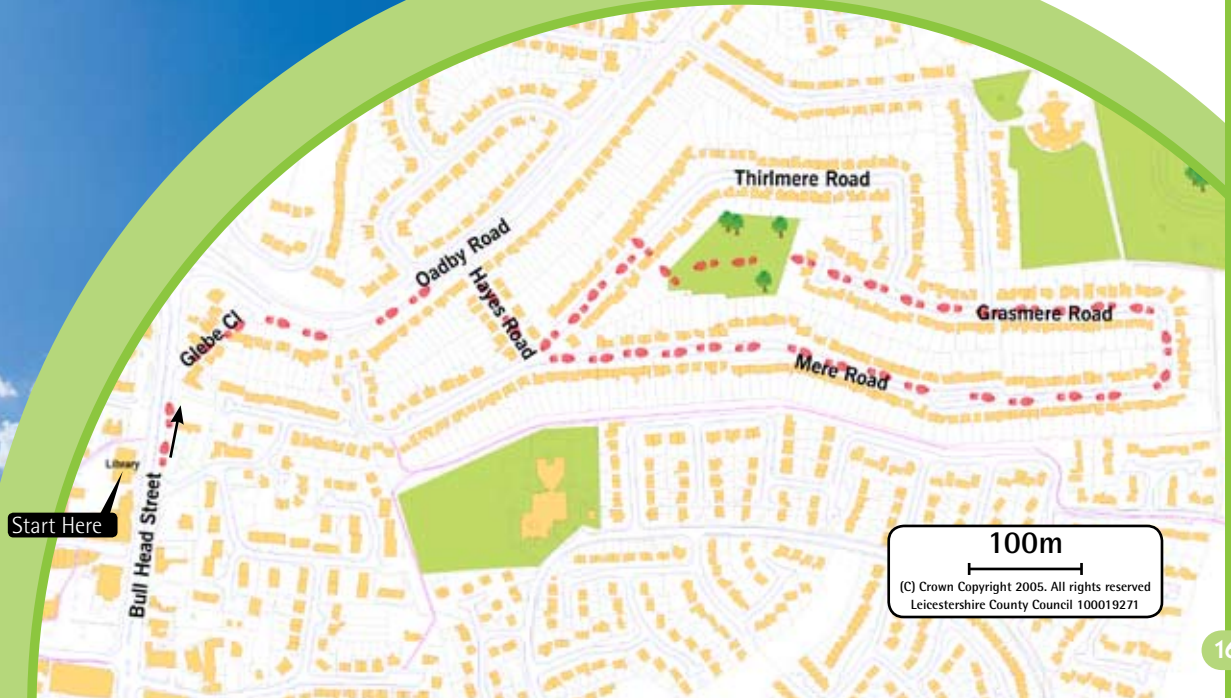 Thirlmere Road
Oadby Road
Hayes Road
Glebe Cl
Grasmere Road
Mere Road
Library
Start Here
Bull Head Street
100m
(C) Crown Copyright 2005. All rights reserved
Leicestershire County Council 100019271
16